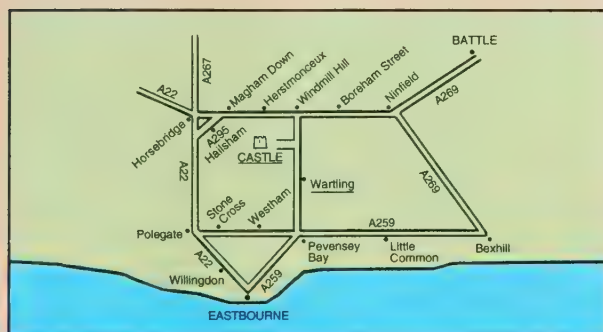 BATTLE
A22
A267
Magham Down
Herstmonceux
Windmill Hill
Boreham Street
Ninfield
A269
Horsebridge
A295
Hailsham
CASTLE
A22
Wartling
A269
Stone
Cross
Westham
A259
Polegate
Pevensey
Bay
Little
Common
Bexhill
A22
Willingdon
A259
EASTBOURNE